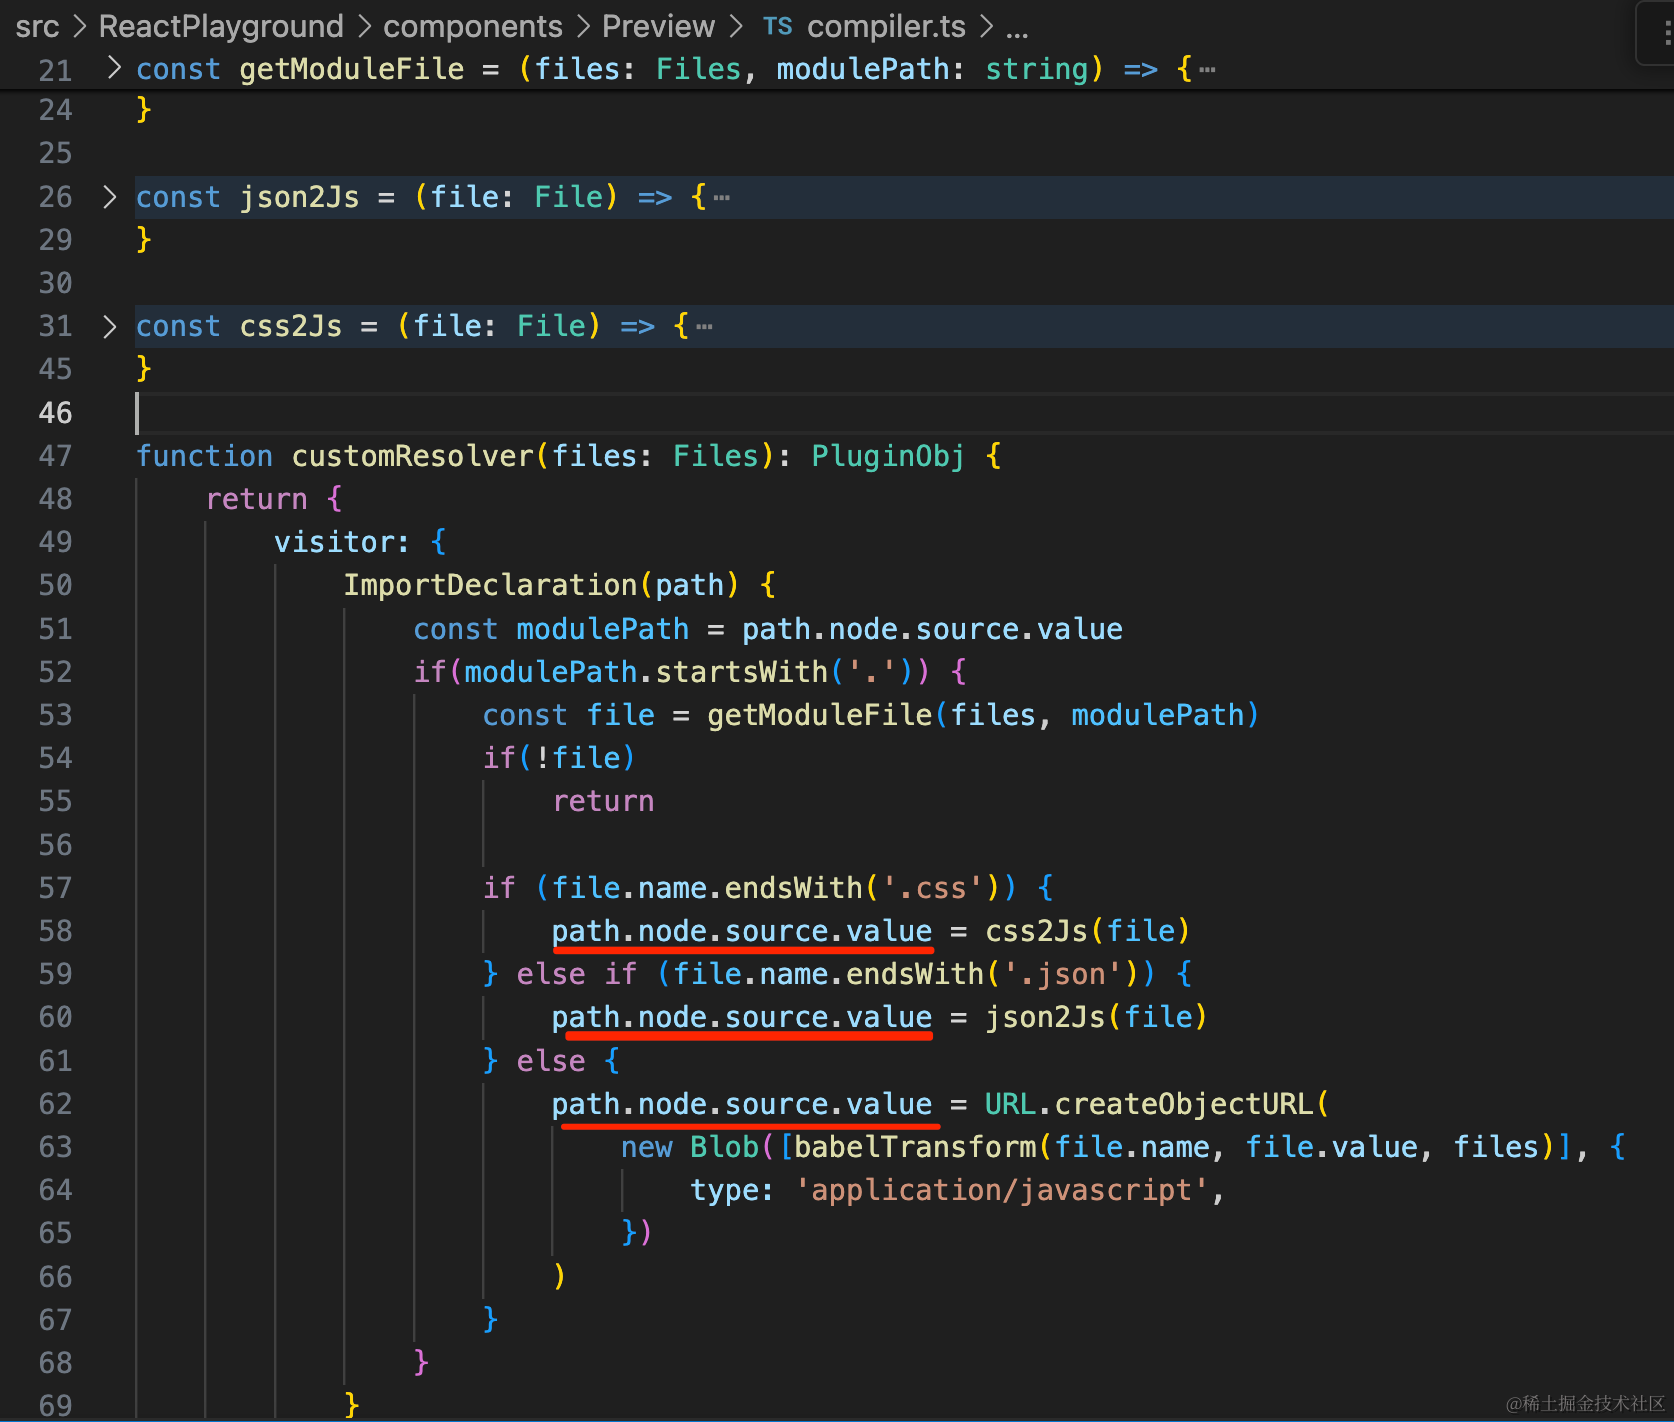 src > ReactPlayground > components > Preview > TS compiler.ts > ...
21 > const getModuleFile = (files: Files, modulePath: string) => {⋯
24 }
25
26 > const json2Js = (file: File) => {⋯
29 }
30
31 > const css2Js = (file: File) => {⋯
45 }
46
47 function customResolver(files: Files): PluginObj {
48     return {
49         visitor: {
50             ImportDeclaration(path) {
51                 const modulePath = path.node.source.value
52                 if(modulePath.startsWith('.')) {
53                     const file = getModuleFile(files, modulePath)
54                     if(!file)
55                         return
56
57                     if (file.name.endsWith('.css')) {
58                         path.node.source.value = css2Js(file)
59                     } else if (file.name.endsWith('.json')) {
60                         path.node.source.value = json2Js(file)
61                     } else {
62                         path.node.source.value = URL.createObjectURL(
63                             new Blob([babelTransform(file.name, file.value, files)], {
64                                 type: 'application/javascript',
65                             })
66                         )
67                     }
68                 }
69             }
@稀土掘金技术社区